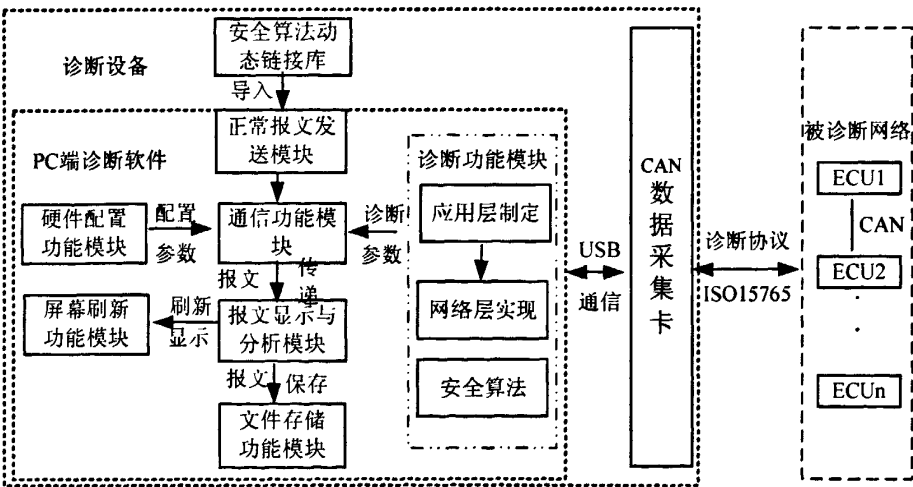 诊断设备
安全算法动
态链接库
导入
PC端诊断软件
正常报文发
送模块
硬件配置
功能模块
配置
参数
通信功能模
块
诊断
参数
报文
传
递
屏幕刷新
功能模块
刷新
显示
报文显示与
分析模块
报文
保存
文件存储
功能模块
诊断功能模块
应用层制定
网络层实现
安全算法
USB
通信
CAN
数
据
采
集
卡
诊断协议
ISO15765
被诊断网络
ECU1
CAN
ECU2
.
.
ECUn